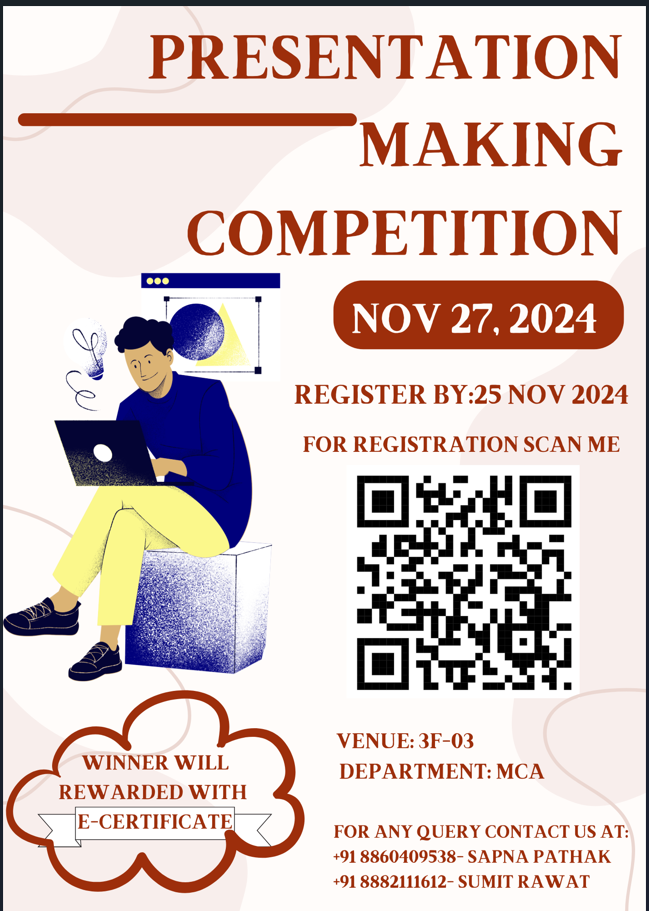 PRESENTATION
MAKING
COMPETITION
NOV 27, 2024
REGISTER BY:25 NOV 2024
FOR REGISTRATION SCAN ME
VENUE: 3F-03
DEPARTMENT: MCA
WINNER WILL
REWARDED WITH
E-CERTIFICATE
FOR ANY QUERY CONTACT US AT:
+91 8860409538- SAPNA PATHAK
+91 8882111612- SUMIT RAWAT